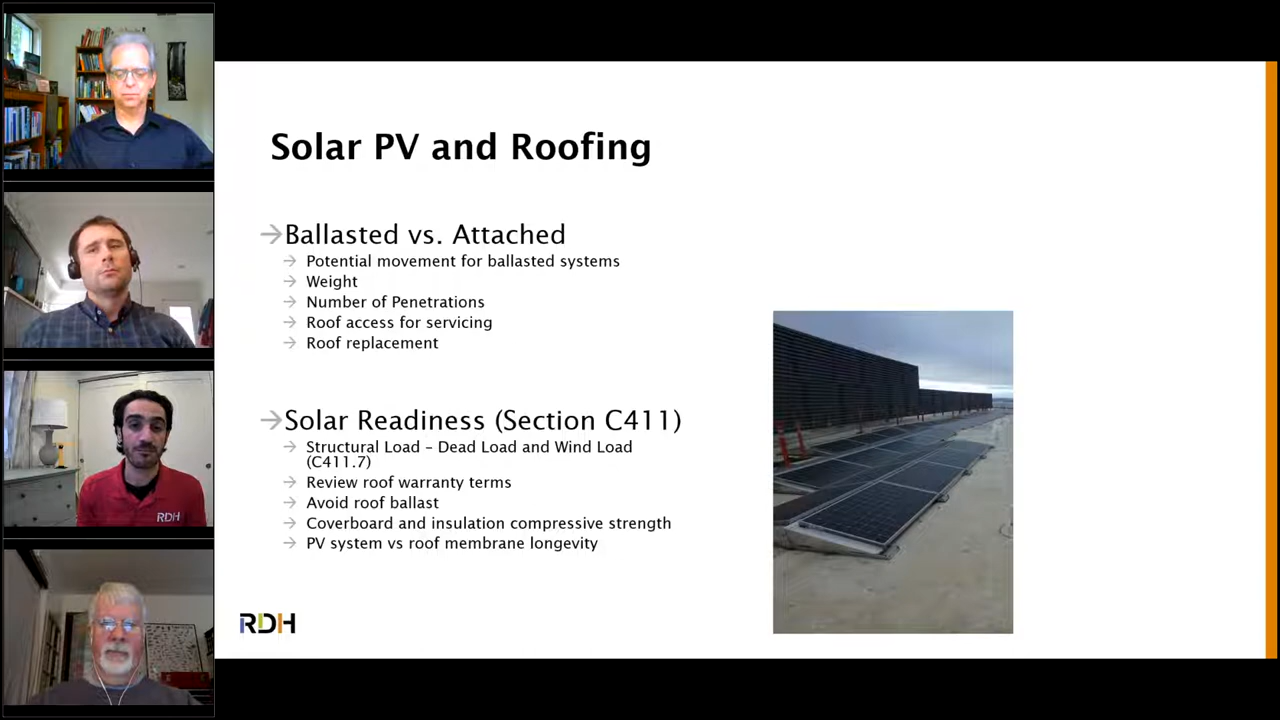 Solar PV and Roofing
→Ballasted vs. Attached
→ Potential movement for ballasted systems
→ Weight
→ Number of Penetrations
→ Roof access for servicing
→ Roof replacement
→Solar Readiness (Section C411)
→ Structural Load – Dead Load and Wind Load
(C411.7)
→ Review roof warranty terms
→ Avoid roof ballast
→ Coverboard and insulation compressive strength
→ PV system vs roof membrane longevity
RDH
RDH